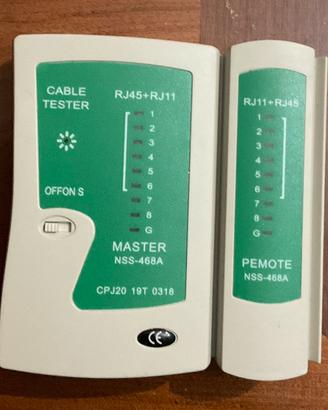 CABLE
TESTER
RJ45+RJ11
1
2
3
4
5
6
7
8
G
OFFON S
MASTER
NSS-468A
CPJ20 19T 0318
CE
RJ11+RJ45
1
2
3
4
5
6
7
8
G
PEMOTE
NSS-468A